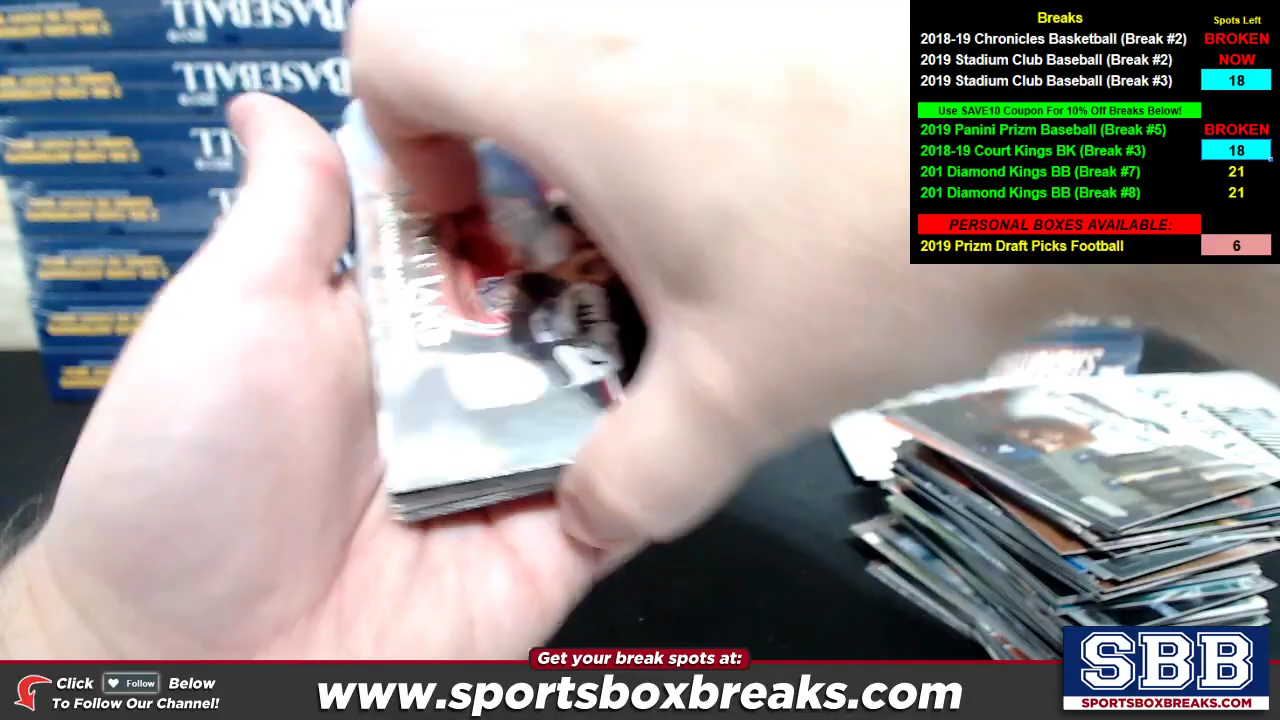 BASEBALL
BASEBALL
BASEBALL
Breaks
Spots Left
2018-19 Chronicles Basketball (Break #2) BROKEN
2019 Stadium Club Baseball (Break #2) NOW
2019 Stadium Club Baseball (Break #3) 18
Use SAVE10 Coupon For 10% Off Breaks Below!
2019 Panini Prizm Baseball (Break #5) BROKEN
2018-19 Court Kings BK (Break #3) 18
201 Diamond Kings BB (Break #7) 21
201 Diamond Kings BB (Break #8) 21
PERSONAL BOXES AVAILABLE:
2019 Prizm Draft Picks Football 6
Get your break spots at:
Click Follow Below
To Follow Our Channel!
www.sportsboxbreaks.com
SBB
SPORTSBOXBREAKS.COM